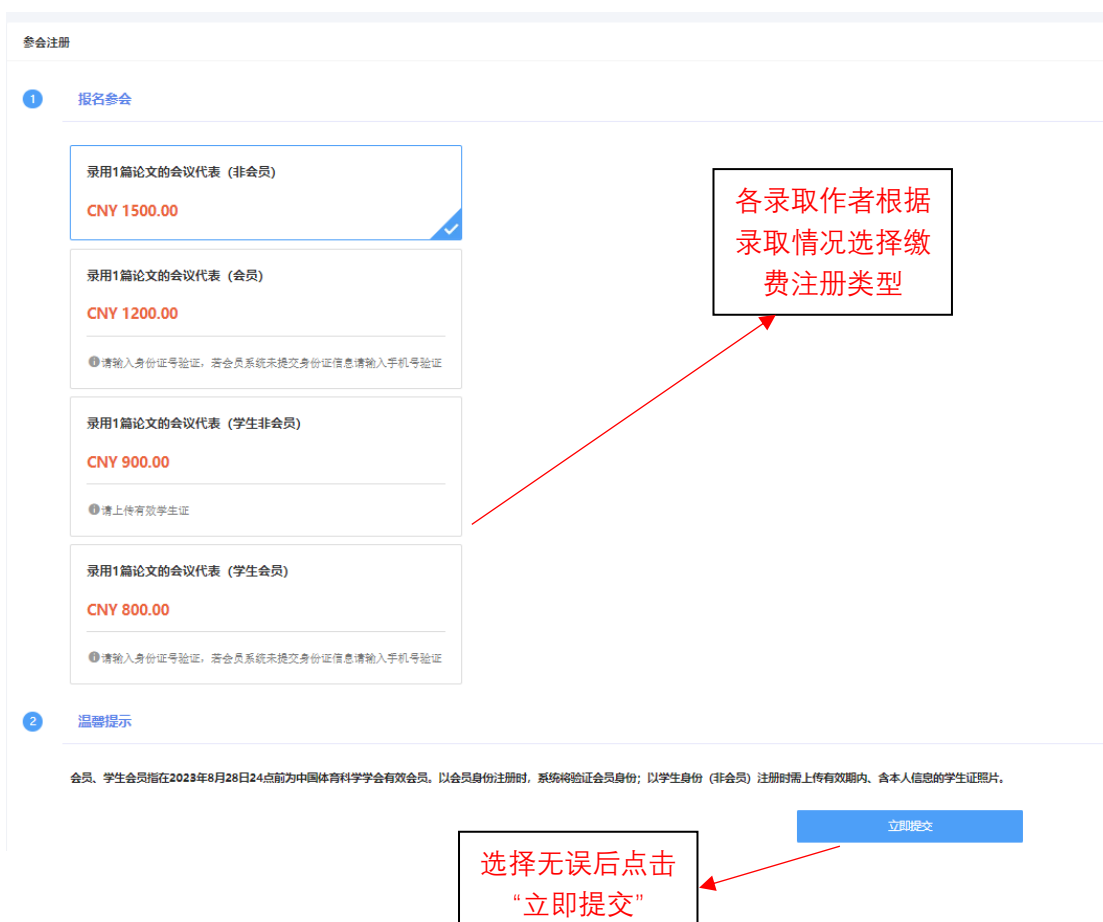 参会注册
1
报名参会
录用1篇论文的会议代表（非会员）
CNY 1500.00
录用1篇论文的会议代表（会员）
CNY 1200.00
请输入身份证号验证，若会员系统未提交身份证信息请输入手机号验证
录用1篇论文的会议代表（学生非会员）
CNY 900.00
请上传有效学生证
录用1篇论文的会议代表（学生会员）
CNY 800.00
请输入身份证号验证，若会员系统未提交身份证信息请输入手机号验证
各录取作者根据
录取情况选择缴
费注册类型
2
温馨提示
会员、学生会员指在2023年8月28日24点前为中国体育科学学会有效会员。以会员身份注册时，系统将验证会员身份；以学生身份（非会员）注册时需上传有效期内、含本人信息的学生证照片。
立即提交
选择无误后点击
“立即提交”